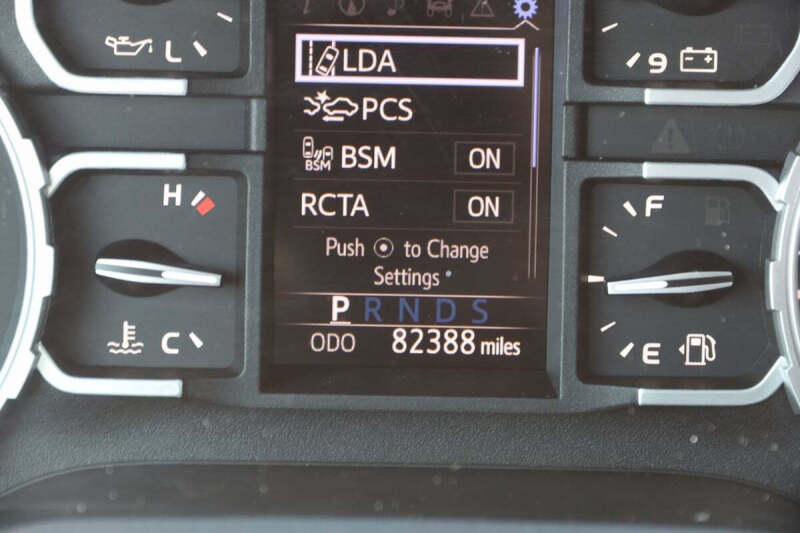 L
9
LDA
PCS
BSM BSM ON
RCTA ON
H
F
Push to Change
Settings
P R N D S
C
E
ODO 82388 miles